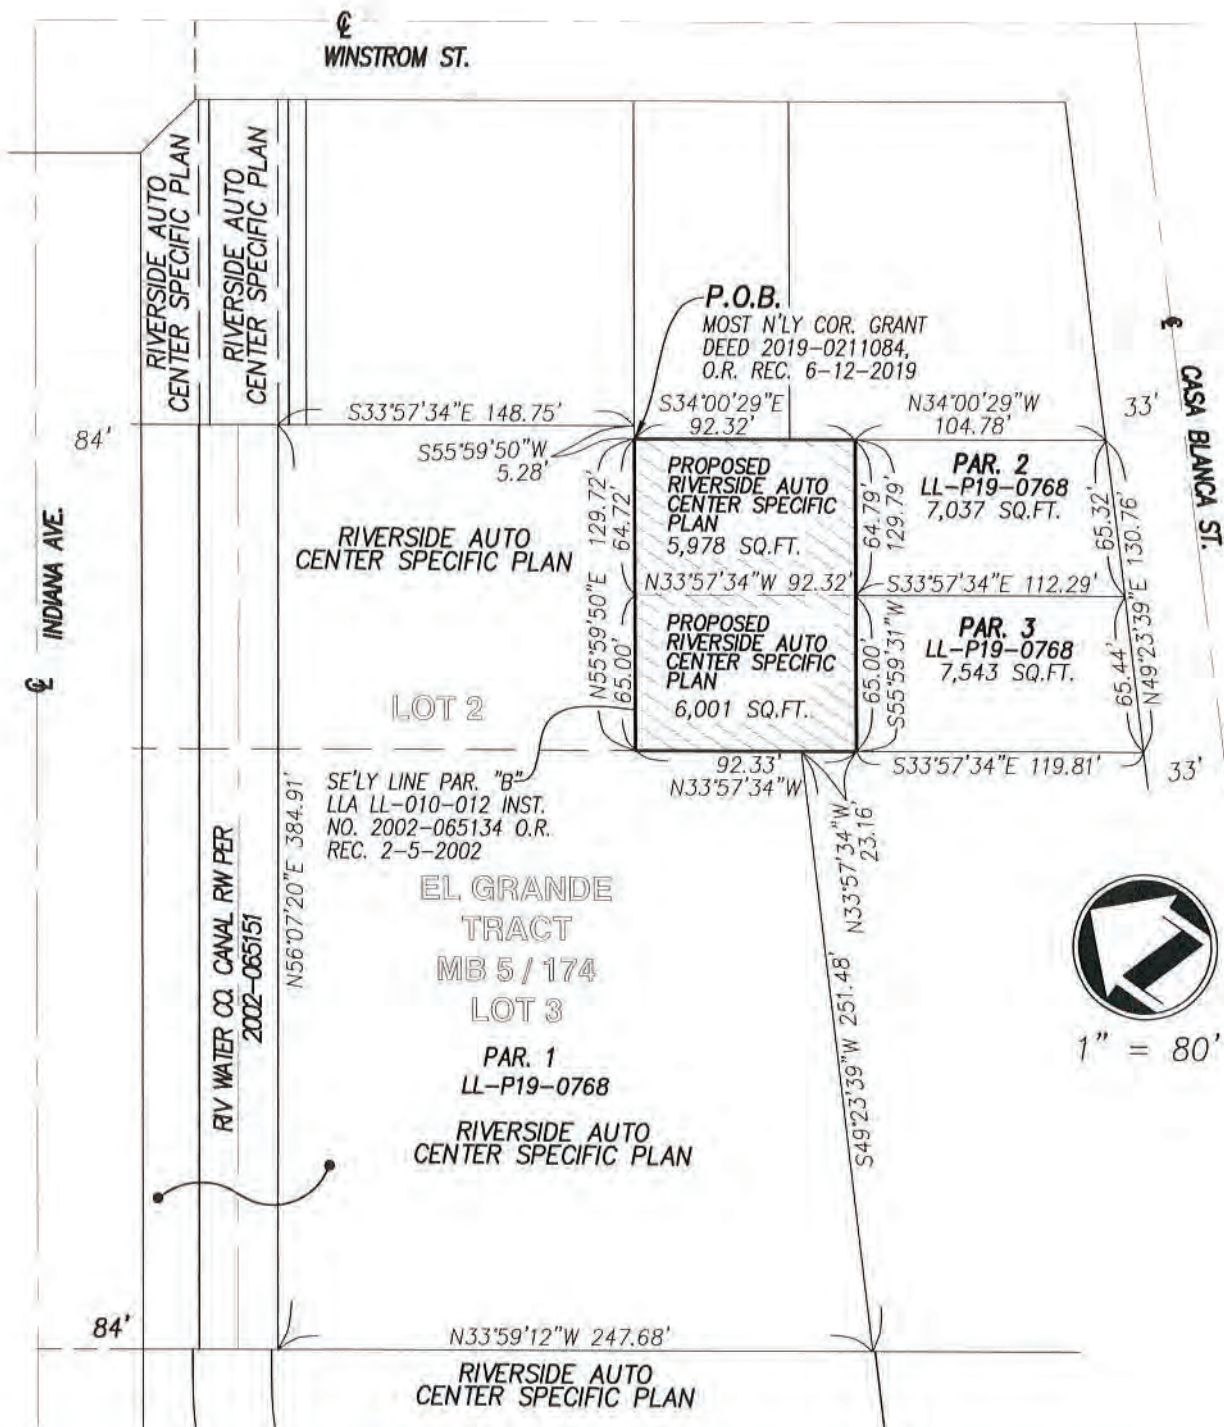 ℄
WINSTROM ST.
RIVERSIDE AUTO
CENTER SPECIFIC PLAN
RIVERSIDE AUTO
CENTER SPECIFIC PLAN
P.O.B.
MOST N'LY COR. GRANT
DEED 2019-0211084,
O.R. REC. 6-12-2019
℄ CASA BLANCA ST.
S33°57'34"E 148.75'
S34°00'29"E
92.32'
N34°00'29"W
104.78'
33'
84'
S55°59'50"W
5.28'
℄ INDIANA AVE.
RIVERSIDE AUTO
CENTER SPECIFIC PLAN
N55°59'50"E 129.72'
64.72'
65.00'
PROPOSED
RIVERSIDE AUTO
CENTER SPECIFIC
PLAN
5,978 SQ.FT.
64.79'
129.79'
PAR. 2
LL-P19-0768
7,037 SQ.FT.
65.32'
N49°23'39"E 130.76'
N33°57'34"W 92.32'
S33°57'34"E 112.29'
PROPOSED
RIVERSIDE AUTO
CENTER SPECIFIC
PLAN
6,001 SQ.FT.
65.00'
S55°59'31"W
PAR. 3
LL-P19-0768
7,543 SQ.FT.
65.44'
LOT 2
92.33'
N33°57'34"W
S33°57'34"E 119.81'
33'
SE'LY LINE PAR. "B"
LLA LL-010-012 INST.
NO. 2002-065134 O.R.
REC. 2-5-2002
N33°57'34"W
23.16'
N56°07'20"E 384.91'
RIV WATER CO. CANAL RW PER
2002-065151
EL GRANDE
TRACT
MB 5 / 174
LOT 3
S49°23'39"W 251.48'
1" = 80'
PAR. 1
LL-P19-0768
RIVERSIDE AUTO
CENTER SPECIFIC PLAN
84'
N33°59'12"W 247.68'
RIVERSIDE AUTO
CENTER SPECIFIC PLAN